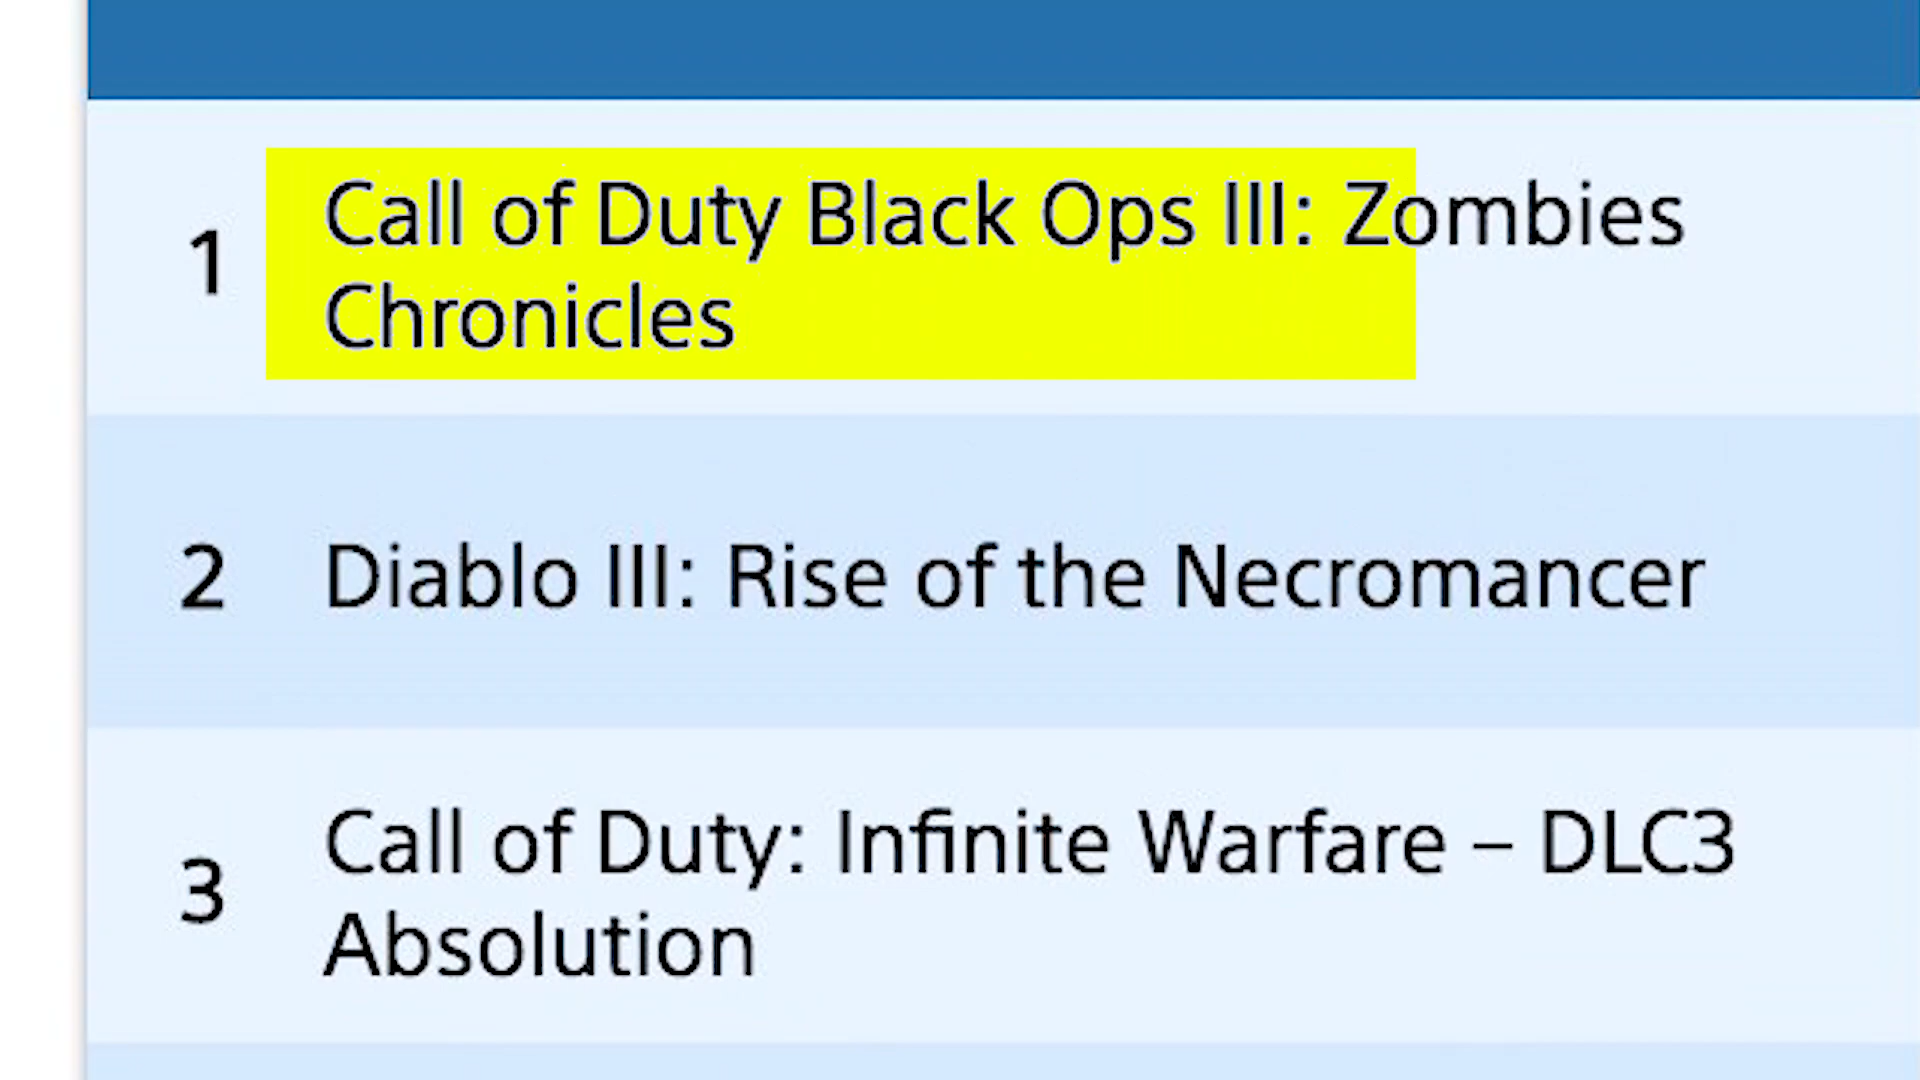 1 Call of Duty Black Ops III: Zombies
Chronicles
2 Diablo III: Rise of the Necromancer
3 Call of Duty: Infinite Warfare – DLC3
Absolution